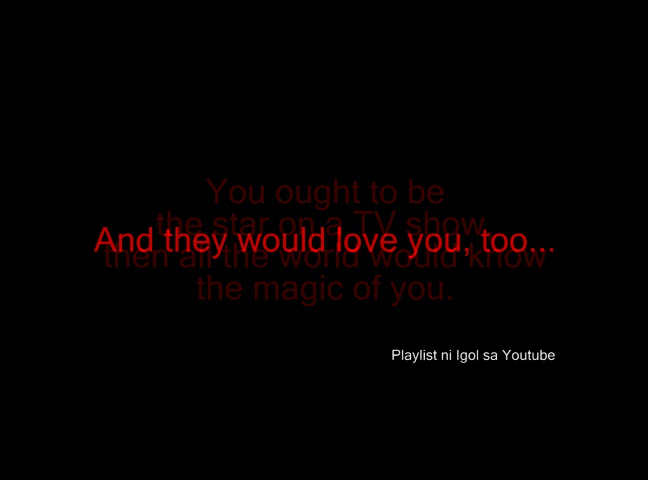 You ought to be
the star on a TV show
And they would love you, too...
then all the world would know
the magic of you.
Playlist ni Igol sa Youtube